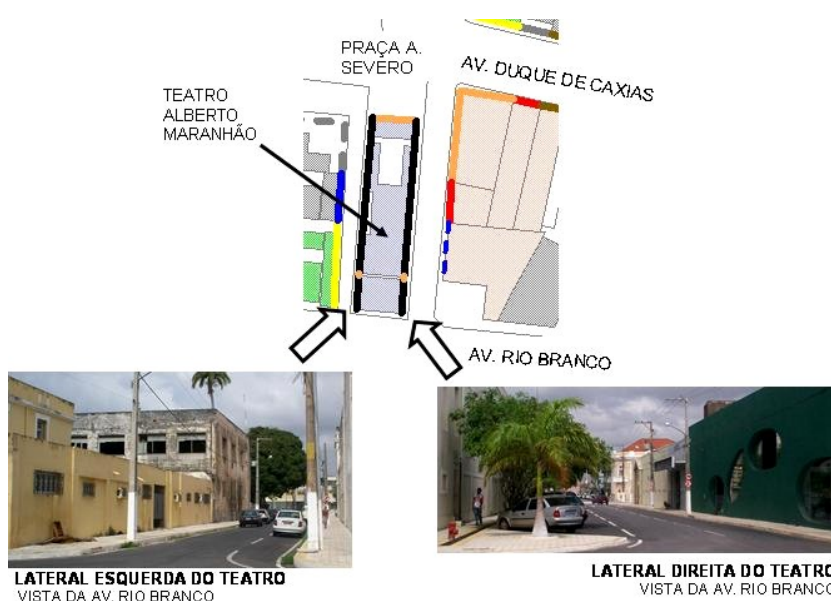 PRAÇA A.
SEVERO
AV. DUQUE DE CAXIAS
TEATRO
ALBERTO
MARANHÃO
AV. RIO BRANCO
LATERAL ESQUERDA DO TEATRO
VISTA DA AV. RIO BRANCO
LATERAL DIREITA DO TEATRO
VISTA DA AV. RIO BRANCO